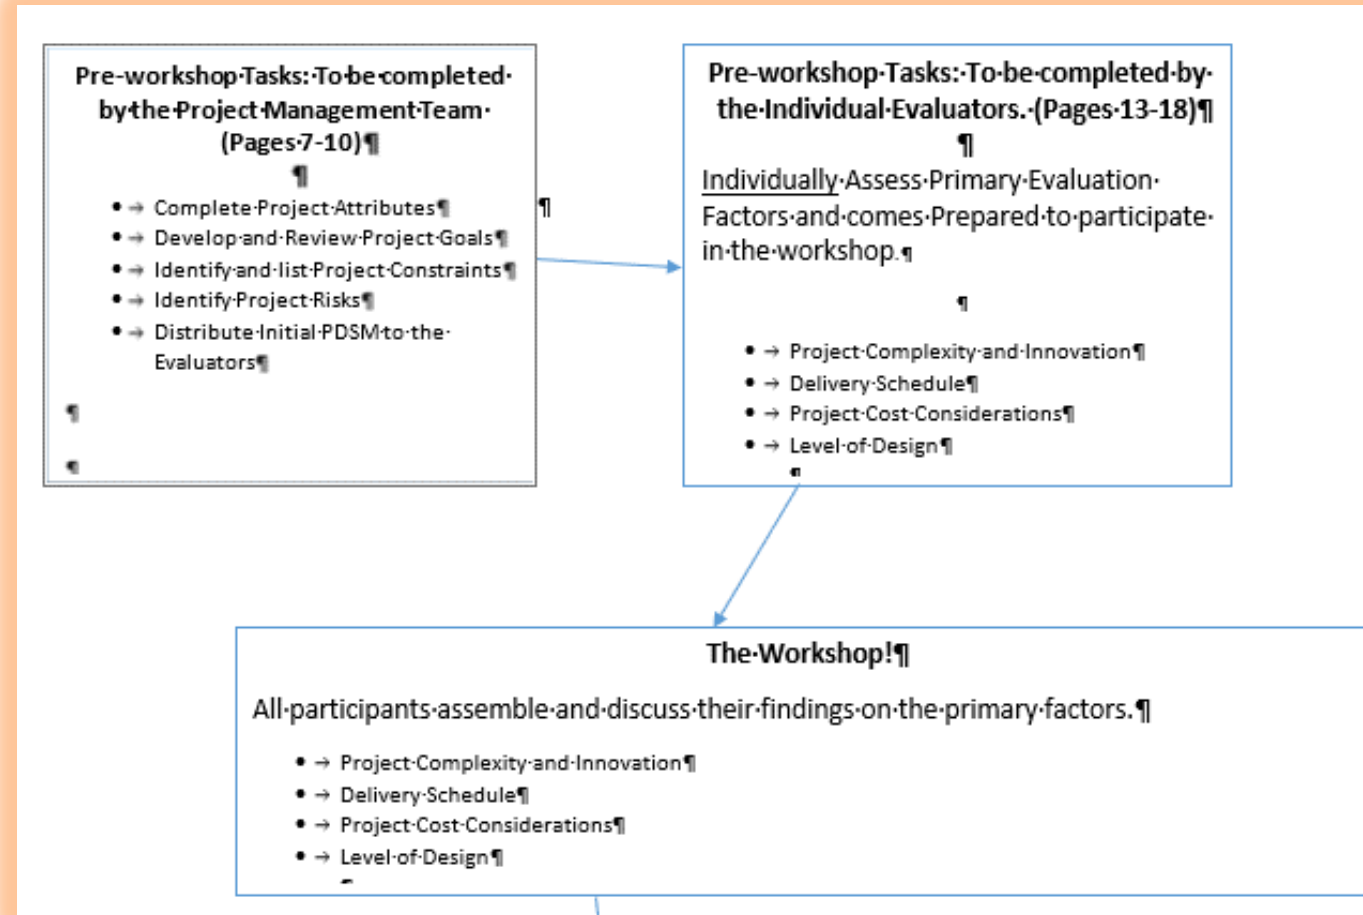 Pre-workshop Tasks: To be completed
by the Project Management Team
(Pages 7-10)¶
¶
• → Complete Project Attributes¶
• → Develop and Review Project Goals¶
• → Identify and list Project Constraints¶
• → Identify Project Risks¶
• → Distribute Initial PDSM to the
Evaluators¶
¶
¶
¶
Pre-workshop Tasks: To be completed by
the Individual Evaluators. (Pages 13-18)¶
¶
Individually Assess Primary Evaluation
Factors and comes Prepared to participate
in the workshop.¶
¶
• → Project Complexity and Innovation¶
• → Delivery Schedule¶
• → Project Cost Considerations¶
• → Level of Design¶
¶
The Workshop!¶
All participants assemble and discuss their findings on the primary factors.¶
• → Project Complexity and Innovation¶
• → Delivery Schedule¶
• → Project Cost Considerations¶
• → Level of Design¶